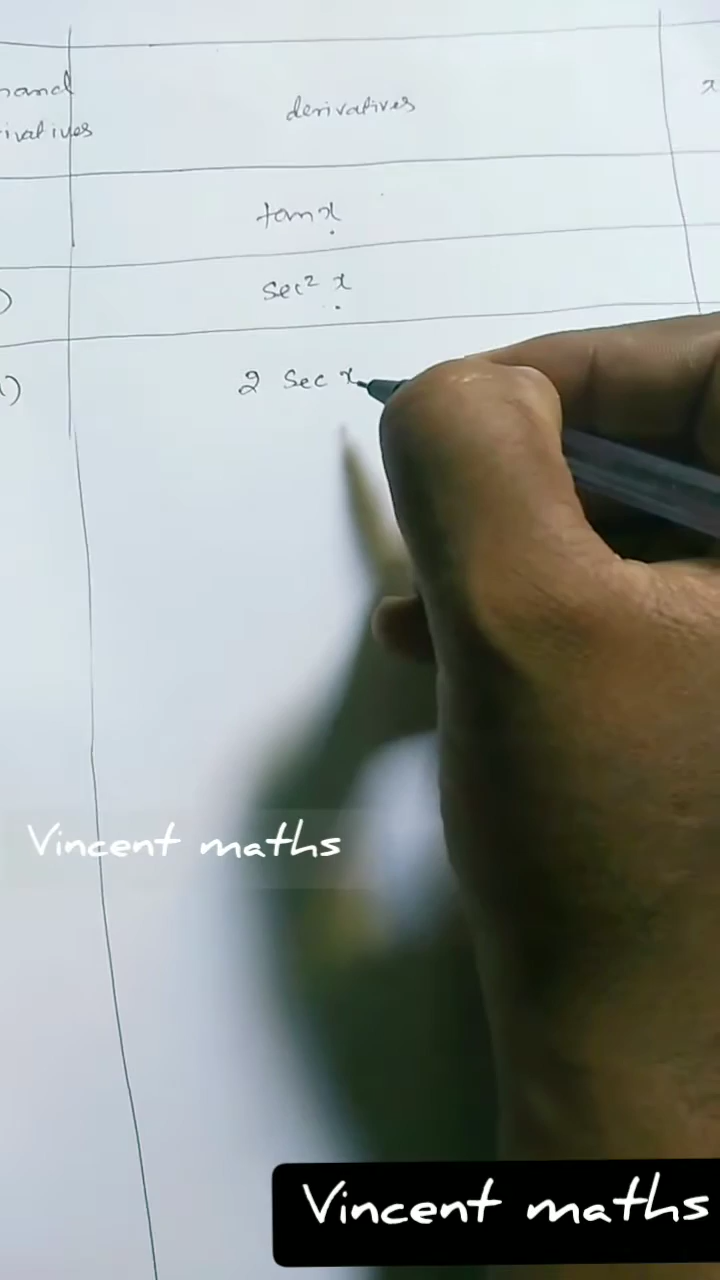 derivatives
tan x
sec² x
2 sec x
Vincent maths
Vincent maths